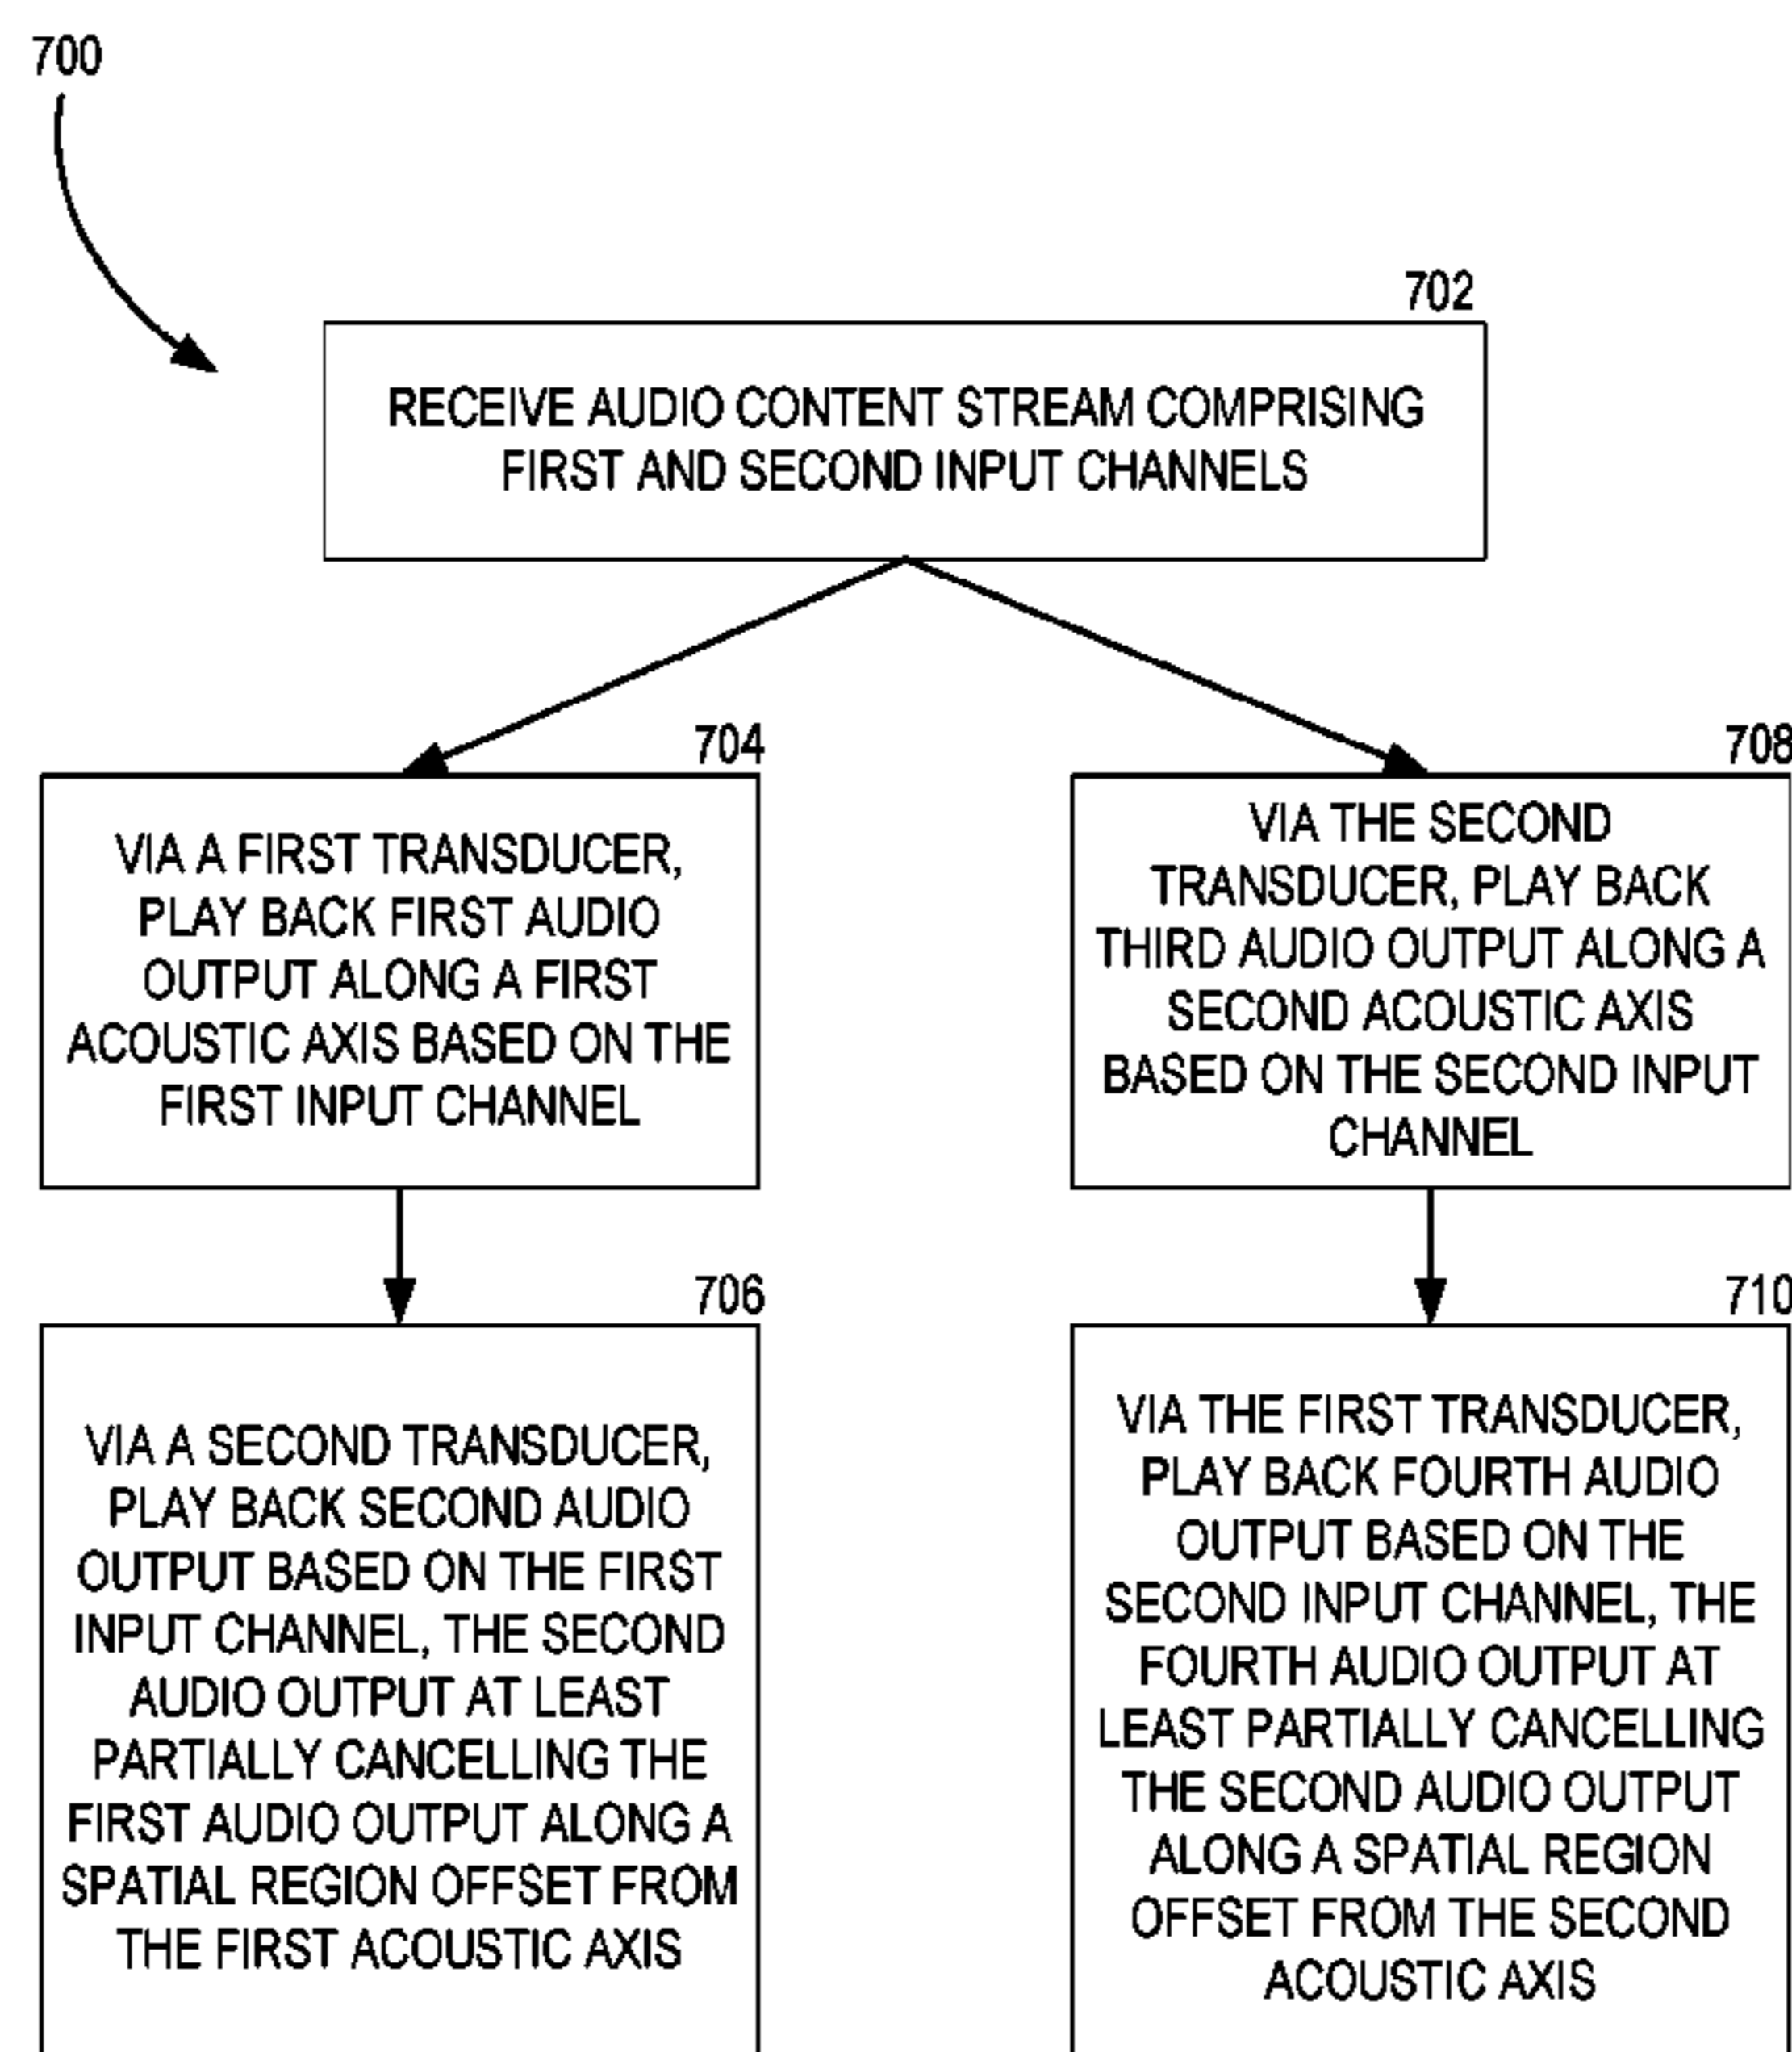 700
702
RECEIVE AUDIO CONTENT STREAM COMPRISING
FIRST AND SECOND INPUT CHANNELS
704
VIA A FIRST TRANSDUCER,
PLAY BACK FIRST AUDIO
OUTPUT ALONG A FIRST
ACOUSTIC AXIS BASED ON THE
FIRST INPUT CHANNEL
708
VIA THE SECOND
TRANSDUCER, PLAY BACK
THIRD AUDIO OUTPUT ALONG A
SECOND ACOUSTIC AXIS
BASED ON THE SECOND INPUT
CHANNEL
706
VIA A SECOND TRANSDUCER,
PLAY BACK SECOND AUDIO
OUTPUT BASED ON THE FIRST
INPUT CHANNEL, THE SECOND
AUDIO OUTPUT AT LEAST
PARTIALLY CANCELLING THE
FIRST AUDIO OUTPUT ALONG A
SPATIAL REGION OFFSET FROM
THE FIRST ACOUSTIC AXIS
710
VIA THE FIRST TRANSDUCER,
PLAY BACK FOURTH AUDIO
OUTPUT BASED ON THE
SECOND INPUT CHANNEL, THE
FOURTH AUDIO OUTPUT AT
LEAST PARTIALLY CANCELLING
THE SECOND AUDIO OUTPUT
ALONG A SPATIAL REGION
OFFSET FROM THE SECOND
ACOUSTIC AXIS